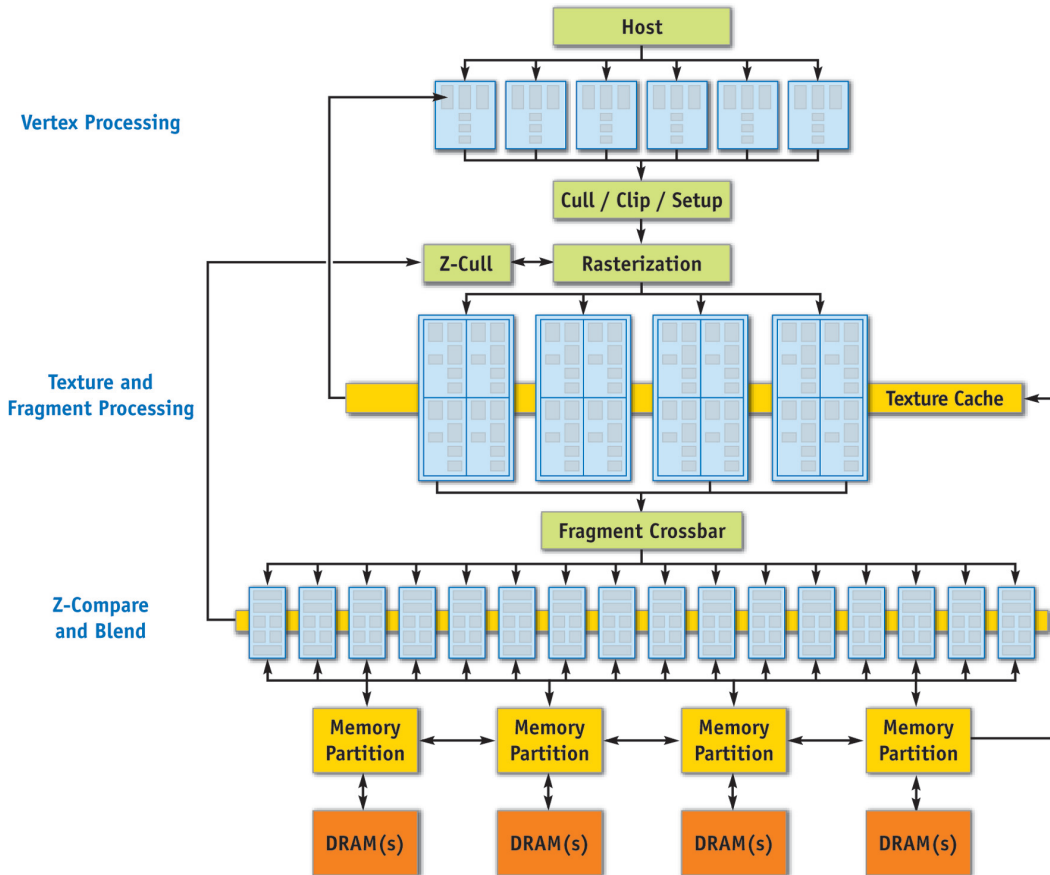 Host
Vertex Processing
Cull / Clip / Setup
Z-Cull
Rasterization
Texture and
Fragment Processing
Texture Cache
Fragment Crossbar
Z-Compare
and Blend
Memory
Partition
Memory
Partition
Memory
Partition
Memory
Partition
DRAM(s)
DRAM(s)
DRAM(s)
DRAM(s)